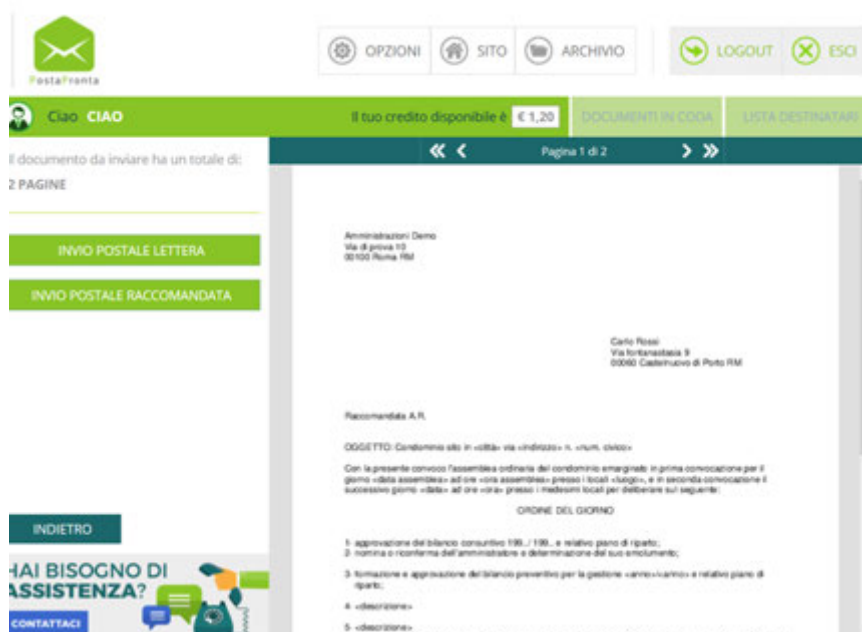 PostaPronta
OPZIONI
SITO
ARCHIVIO
LOGOUT
ESCI
Ciao CIAO
Il tuo credito disponibile è € 1,20
DOCUMENTI IN CODA
LISTA DESTINATARI
Il documento da inviare ha un totale di:
2 PAGINE
INVIO POSTALE LETTERA
INVIO POSTALE RACCOMANDATA
INDIETRO
HAI BISOGNO DI
ASSISTENZA?
CONTATTACI
Pagina 1 di 2
Amministrazioni Demo
Via di prova 10
00100 Roma RM
Carlo Rossi
Via fontanastasia 9
00060 Castelnuovo di Porto RM
Raccomandata A.R.
OGGETTO: Condominio sito in «città» via «indirizzo» n. «num. civico»
Con la presente convoco l'assemblea ordinaria del condominio emarginato in prima convocazione per il
giorno «data assemblea» ad ore «ora assemblea» presso i locali «luogo», e in seconda convocazione il
successivo giorno «data» ad ore «ora» presso i medesimi locali per deliberare sul seguente:
ORDINE DEL GIORNO
1- approvazione del bilancio consuntivo 199../ 199.. e relativo piano di riparto;
2- nomina o riconferma dell'amministratore e determinazione del suo emolumento;
3- formazione e approvazione del bilancio preventivo per la gestione «anno»/«anno» e relativo piano di
riparto;
4- «descrizione»
5- «descrizione»